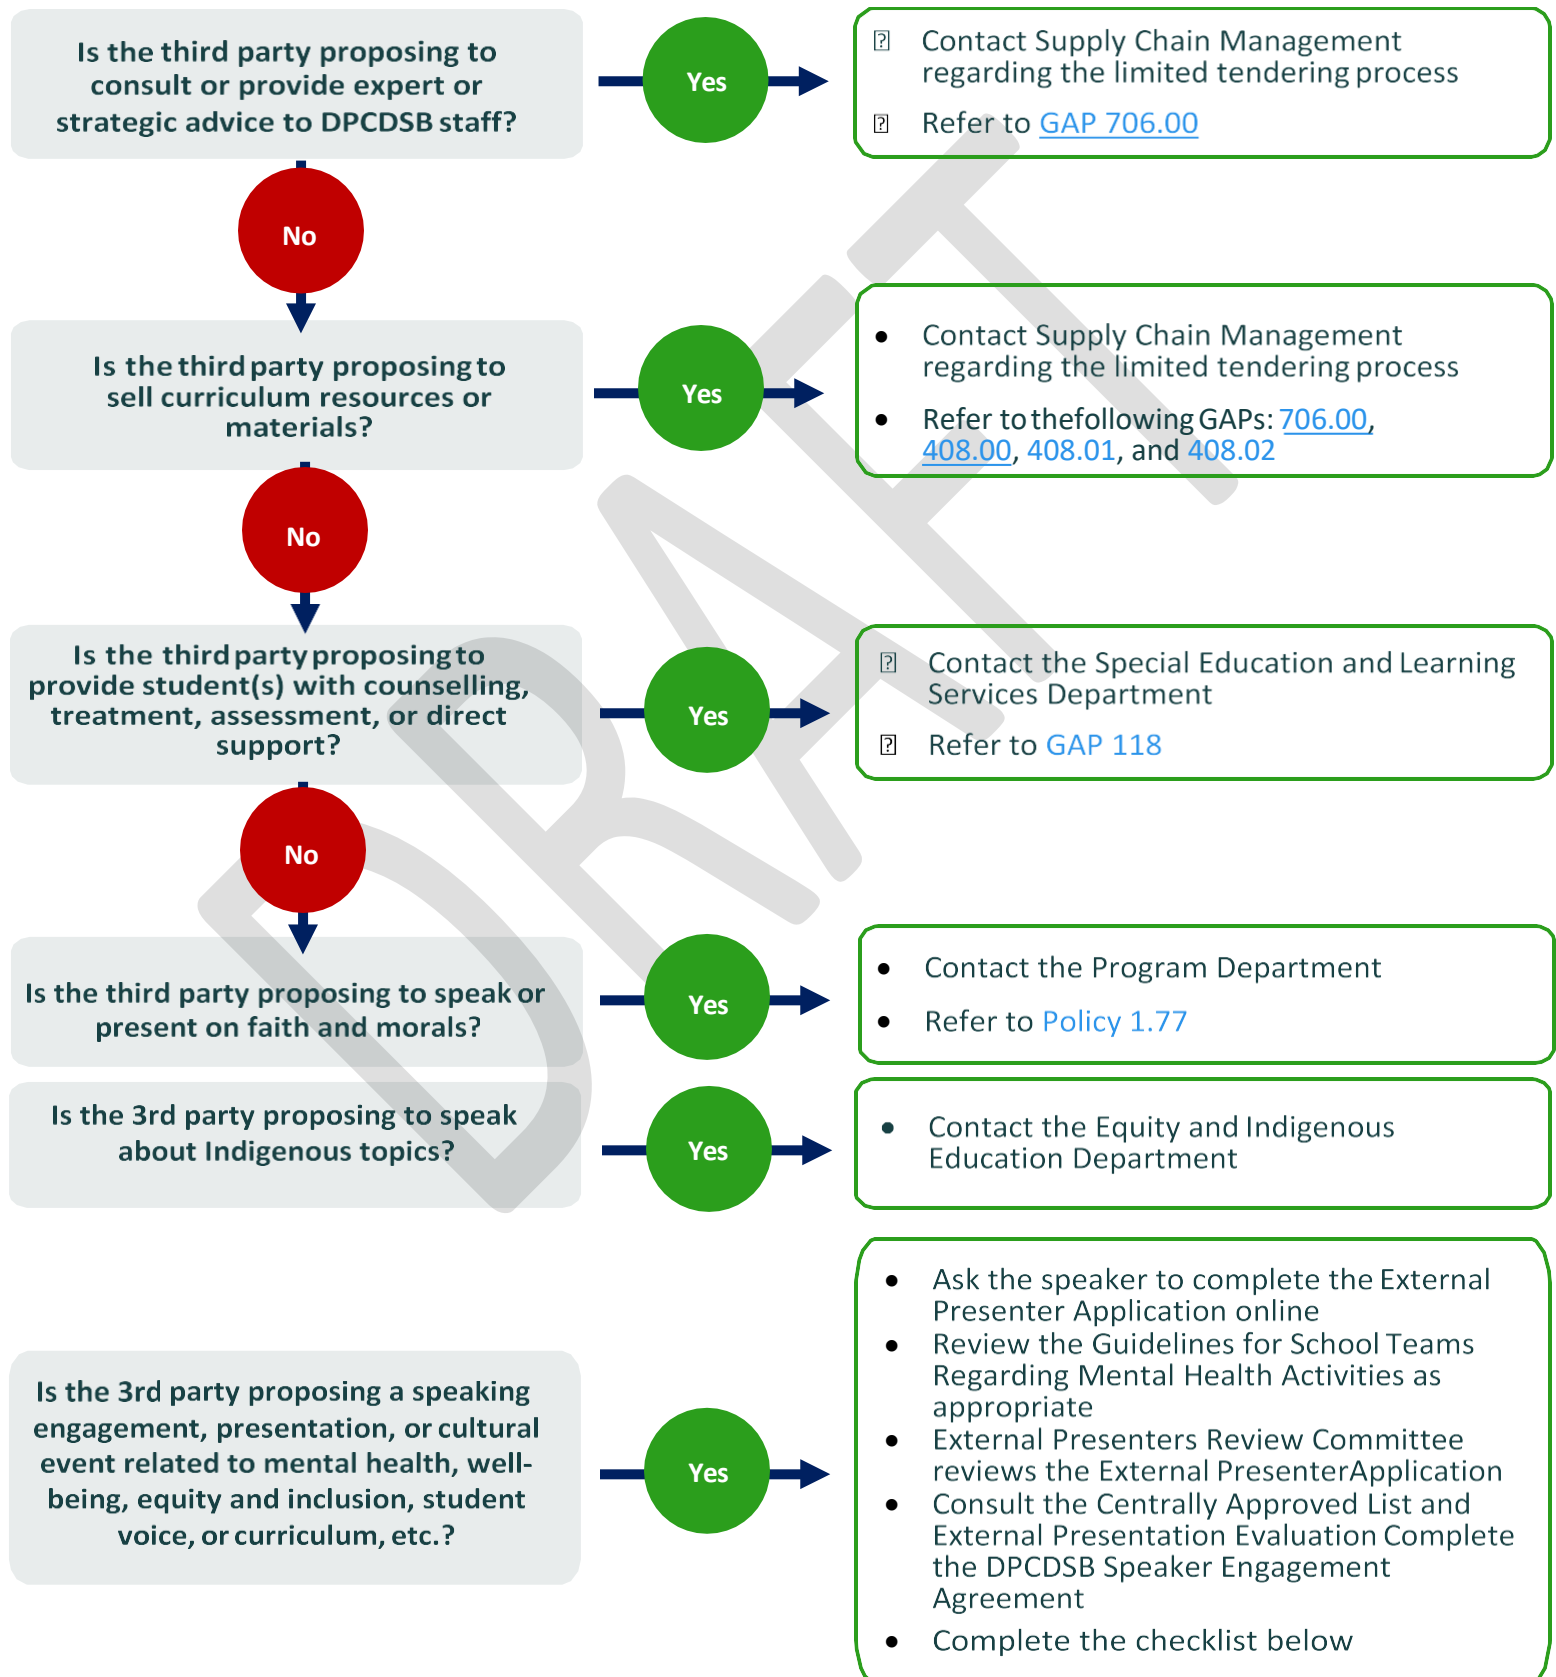 Is the third party proposing to
consult or provide expert or
strategic advice to DPCDSB staff?
Yes
Contact Supply Chain Management
regarding the limited tendering process
Refer to GAP 706.00
No
Is the third party proposing to
sell curriculum resources or
materials?
Yes
Contact Supply Chain Management
regarding the limited tendering process
Refer to thefollowing GAPs: 706.00,
408.00, 408.01, and 408.02
No
Is the third party proposing to
provide student(s) with counselling,
treatment, assessment, or direct
support?
Yes
Contact the Special Education and Learning
Services Department
Refer to GAP 118
No
Is the third party proposing to speak or
present on faith and morals?
Yes
Contact the Program Department
Refer to Policy 1.77
Is the 3rd party proposing to speak
about Indigenous topics?
Yes
Contact the Equity and Indigenous
Education Department
Is the 3rd party proposing a speaking
engagement, presentation, or cultural
event related to mental health, well-
being, equity and inclusion, student
voice, or curriculum, etc.?
Yes
Ask the speaker to complete the External
Presenter Application online
Review the Guidelines for School Teams
Regarding Mental Health Activities as
appropriate
External Presenters Review Committee
reviews the External PresenterApplication
Consult the Centrally Approved List and
External Presentation Evaluation Complete
the DPCDSB Speaker Engagement
Agreement
Complete the checklist below
DRAFT